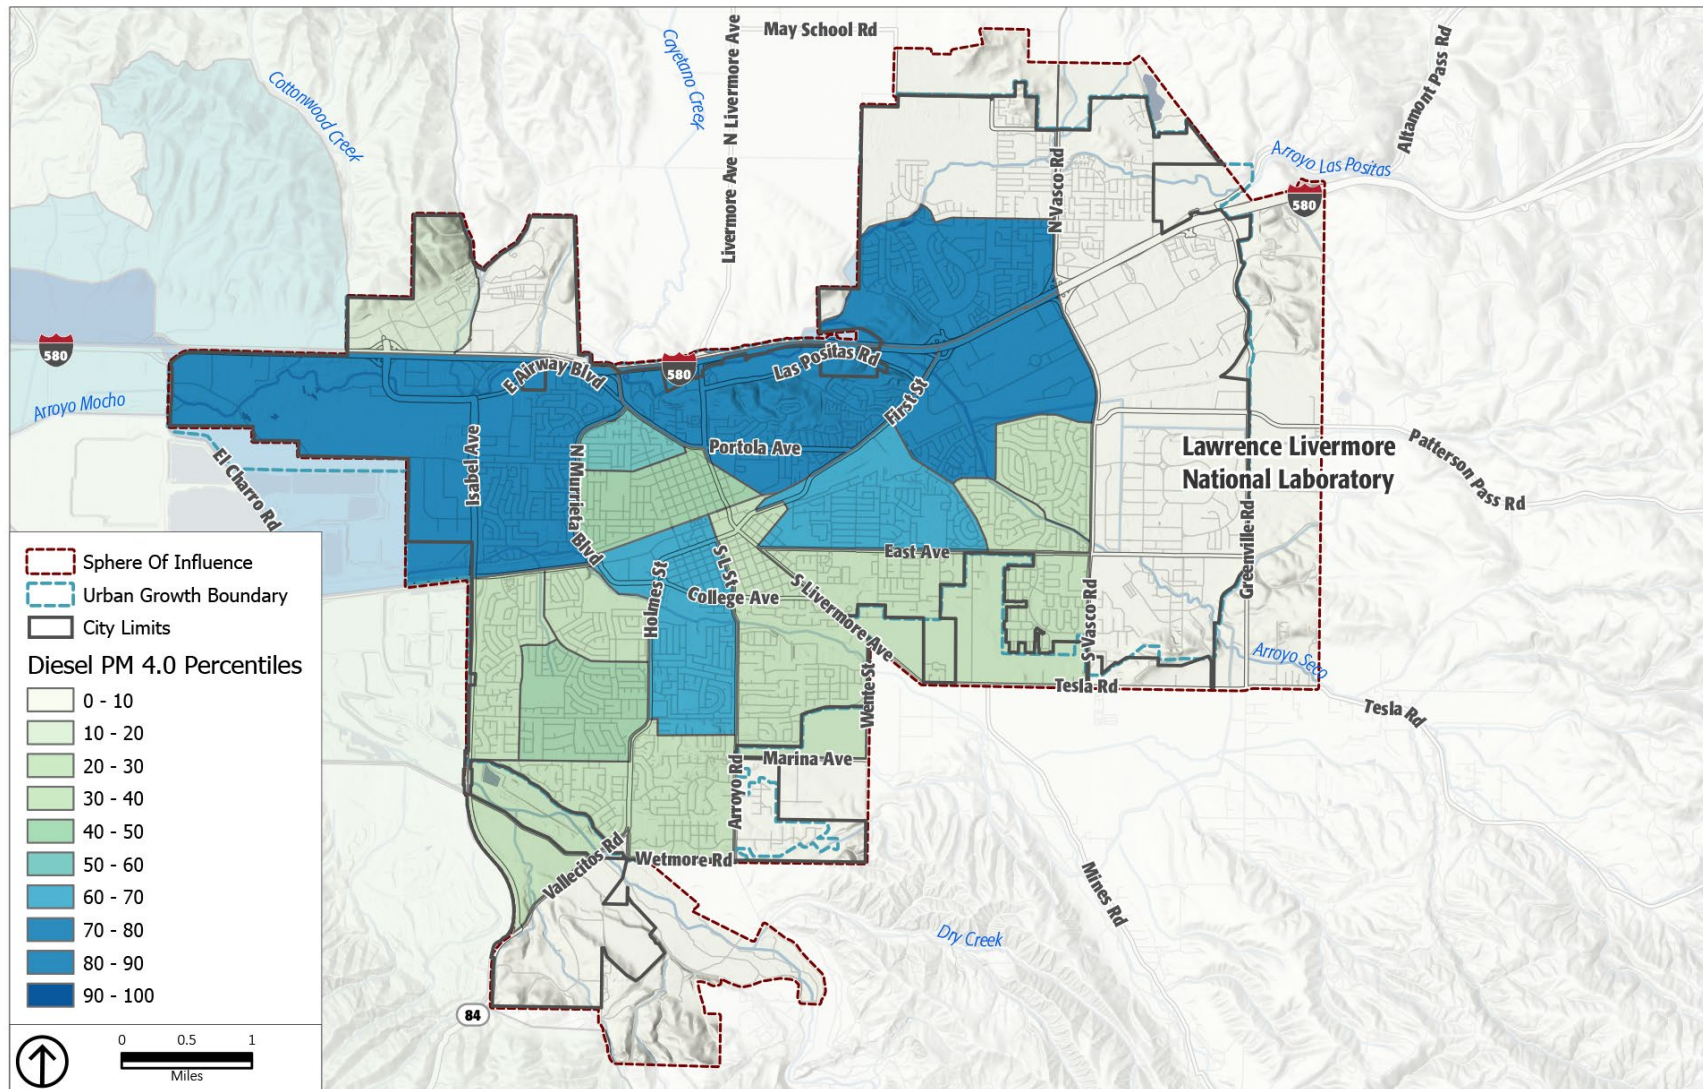 May School Rd
N Livermore Ave
Livermore Ave
Cayetano Creek
Cottonwood Creek
Altamont Pass Rd
Arroyo Las Positas
580
N Vasco Rd
580
580
E Airway Blvd
Las Positas Rd
First St
Arroyo Mocho
Portola Ave
Isabel Ave
N Murrieta Blvd
El Charro Rd
Lawrence Livermore
National Laboratory
Patterson Pass Rd
Greenville Rd
East Ave
S L St
Holmes St
College Ave
S Livermore Ave
S Vasco Rd
Arroyo Seco
Wente St
Tesla Rd
Tesla Rd
Marina Ave
Arroyo Rd
Vallecitos Rd
Wetmore Rd
Mines Rd
Dry Creek
84
Sphere Of Influence
Urban Growth Boundary
City Limits
Diesel PM 4.0 Percentiles
0 - 10
10 - 20
20 - 30
30 - 40
40 - 50
50 - 60
60 - 70
70 - 80
80 - 90
90 - 100
0 0.5 1
Miles